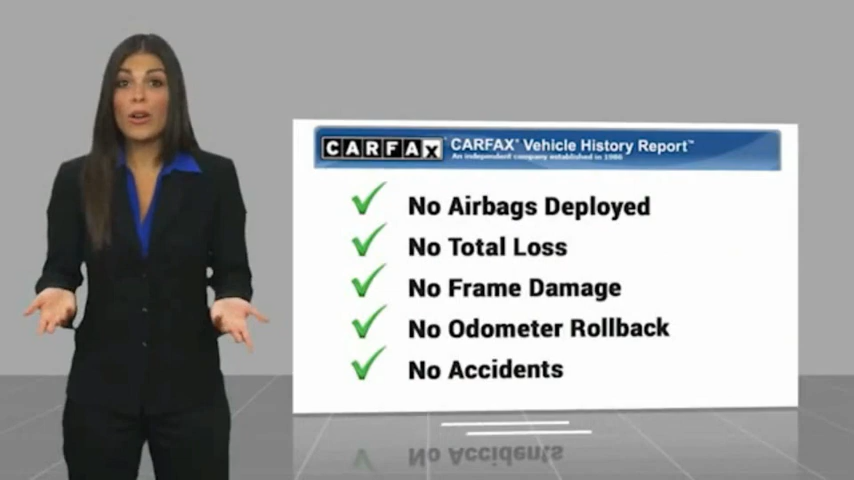 CARFAX CARFAX® Vehicle History Report™
An independent company established in 1986
No Airbags Deployed
No Total Loss
No Frame Damage
No Odometer Rollback
No Accidents
No Accidents